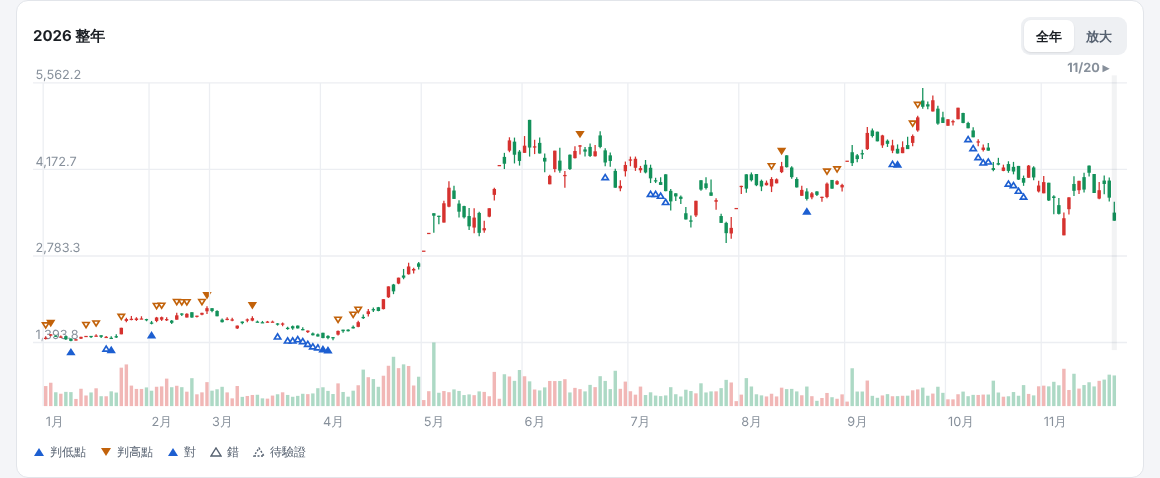 2026 整年
全年 放大
11/20 ▸
5,562.2
4,172.7
2,783.3
1,393.8
1月 2月 3月 4月 5月 6月 7月 8月 9月 10月 11月
判低點 判高點 對 錯 待驗證